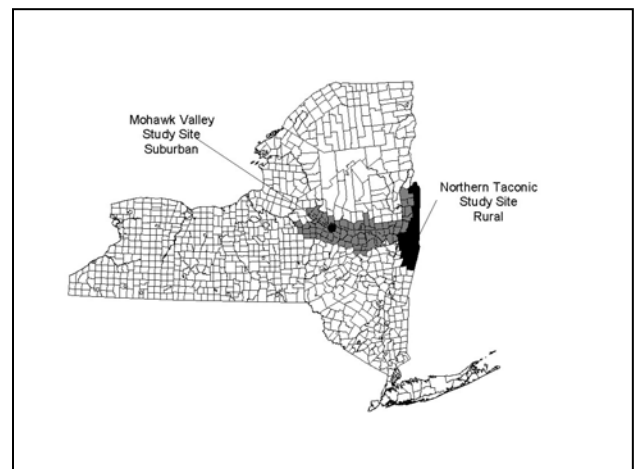 Mohawk Valley
Study Site
Suburban
Northern Taconic
Study Site
Rural